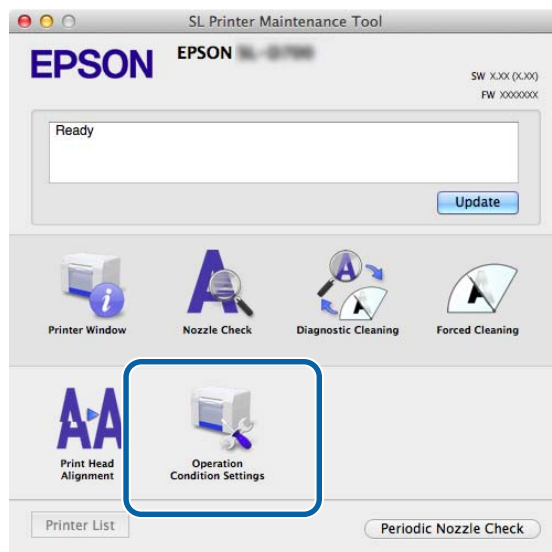 SL Printer Maintenance Tool
EPSON
EPSON
SW X.XX (X.XX)
FW XXXXXXX
Ready
Update
Printer Window
Nozzle Check
Diagnostic Cleaning
Forced Cleaning
Print Head
Alignment
Operation
Condition Settings
Printer List
Periodic Nozzle Check